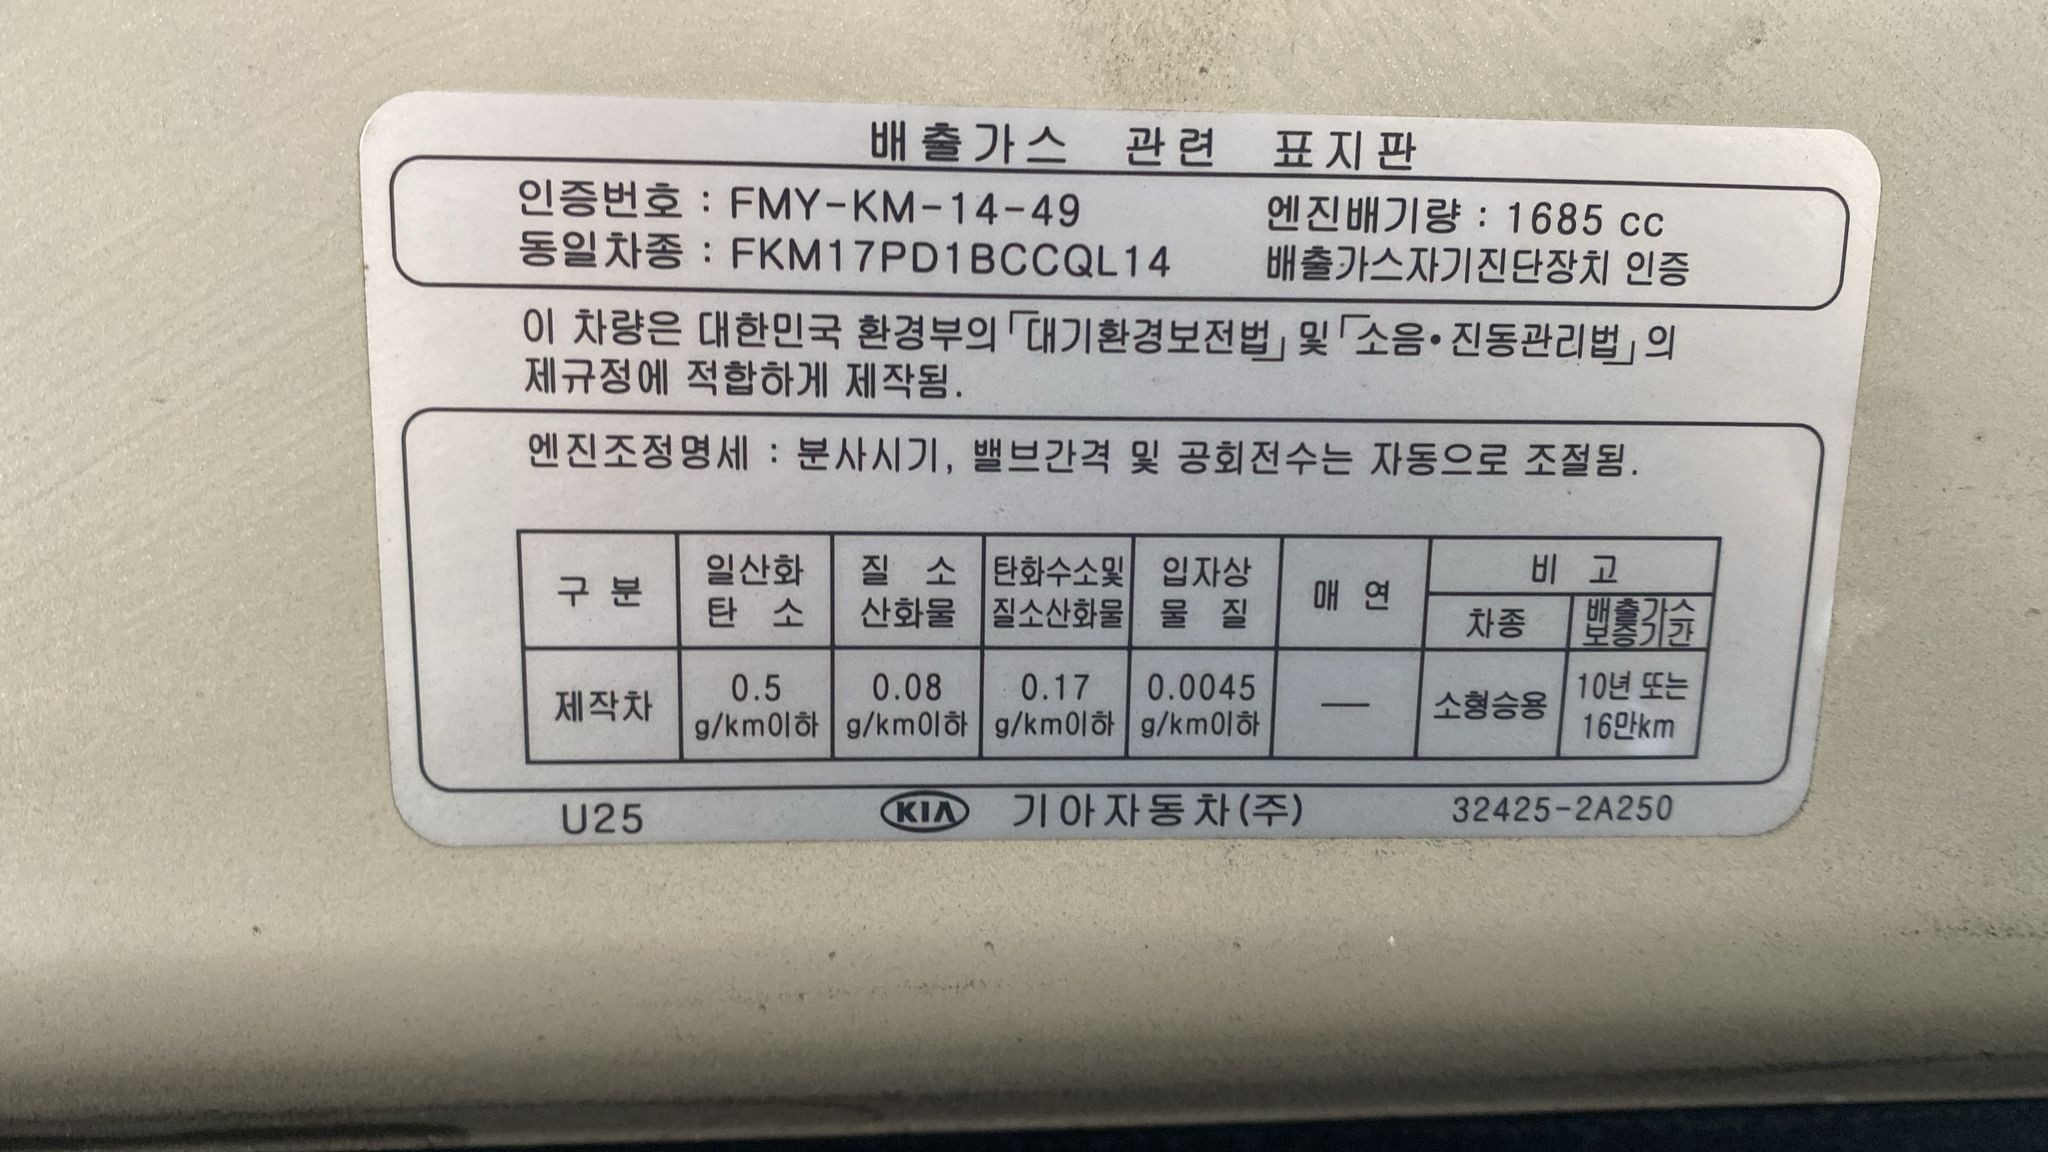 배출가스 관련 표지판
인증번호 : FMY-KM-14-49 엔진배기량 : 1685 cc
동일차종 : FKM17PD1BCCQL14 배출가스자기진단장치 인증
이 차량은 대한민국 환경부의 「대기환경보전법」 및 「소음•진동관리법」의
제규정에 적합하게 제작됨.
엔진조정명세 : 분사시기, 밸브간격 및 공회전수는 자동으로 조절됨.
구 분 일산화 탄 소 질 소 산화물 탄화수소및 질소산화물 입자상 물 질 매 연 비 고
차종 배출가스 보증기간
제작차 0.5 g/km이하 0.08 g/km이하 0.17 g/km이하 0.0045 g/km이하 — 소형승용 10년 또는 16만km
U25 KIA 기아자동차(주) 32425-2A250